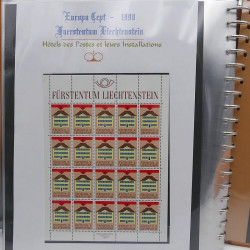 Europa Cept - 1990
Fuerstentum Liechtenstein
Hôtels des Postes et leurs Installations
FÜRSTENTUM LIECHTENSTEIN